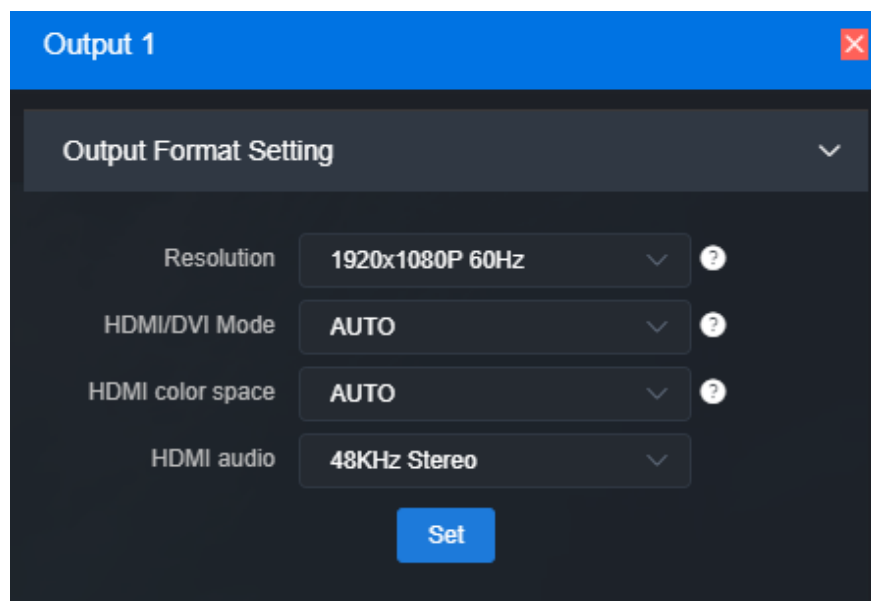 Output 1
Output Format Setting
Resolution 1920x1080P 60Hz ?
HDMI/DVI Mode AUTO ?
HDMI color space AUTO ?
HDMI audio 48KHz Stereo
Set